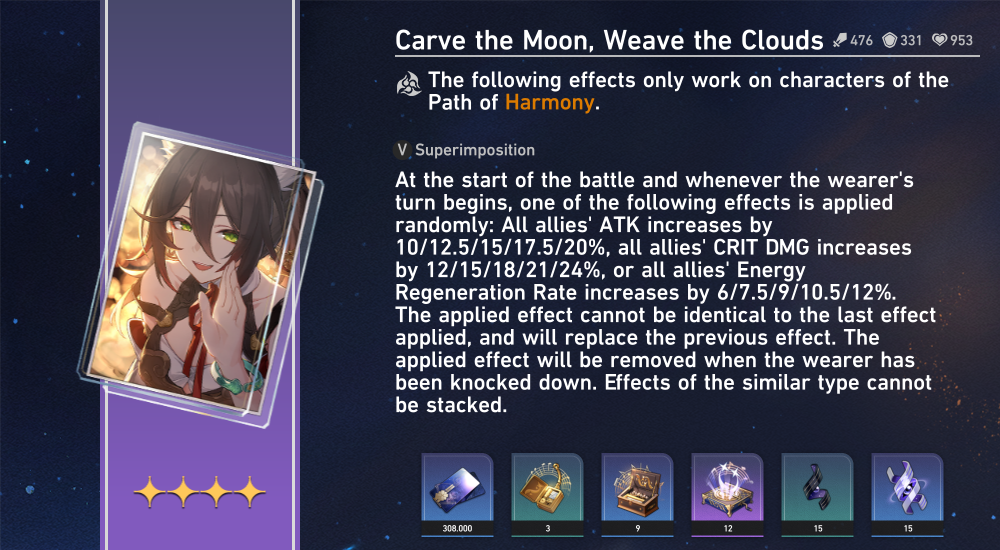 Carve the Moon, Weave the Clouds 476 331 953
The following effects only work on characters of the
Path of Harmony.
V Superimposition
At the start of the battle and whenever the wearer's
turn begins, one of the following effects is applied
randomly: All allies' ATK increases by
10/12.5/15/17.5/20%, all allies' CRIT DMG increases
by 12/15/18/21/24%, or all allies' Energy
Regeneration Rate increases by 6/7.5/9/10.5/12%.
The applied effect cannot be identical to the last effect
applied, and will replace the previous effect. The
applied effect will be removed when the wearer has
been knocked down. Effects of the similar type cannot
be stacked.
308.000 3 9 12 15 15